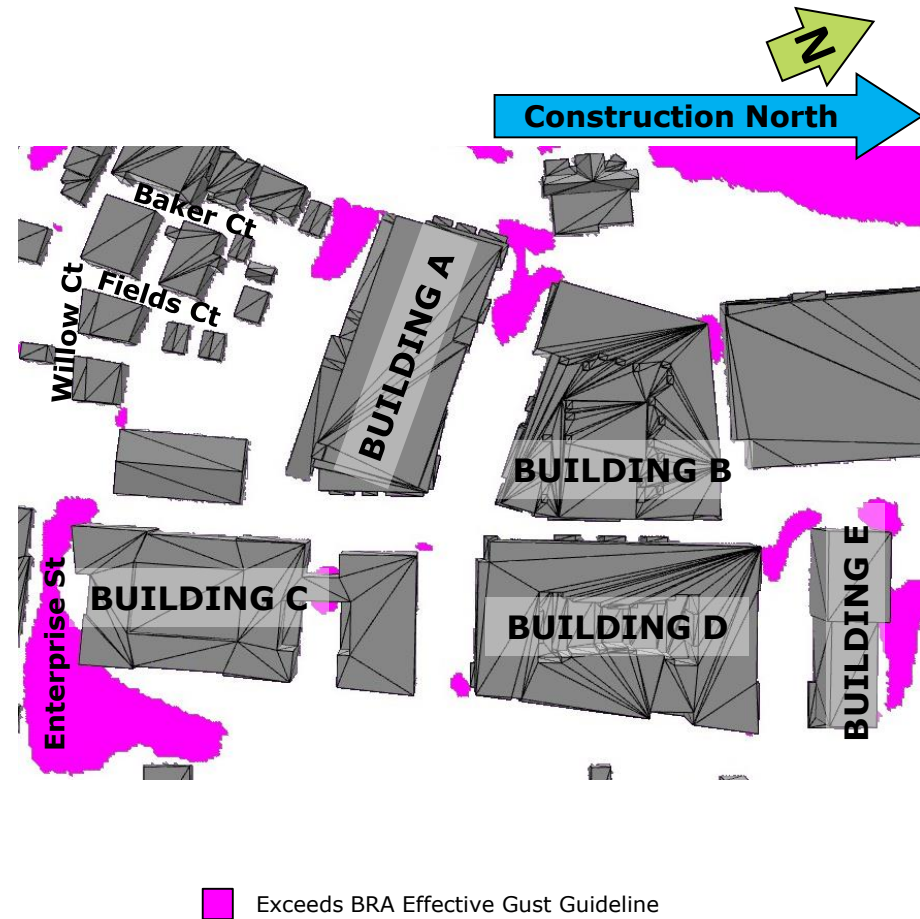 N
Construction North
Baker Ct
Willow Ct
Fields Ct
BUILDING A
BUILDING B
BUILDING C
BUILDING D
BUILDING E
Enterprise St
Exceeds BRA Effective Gust Guideline